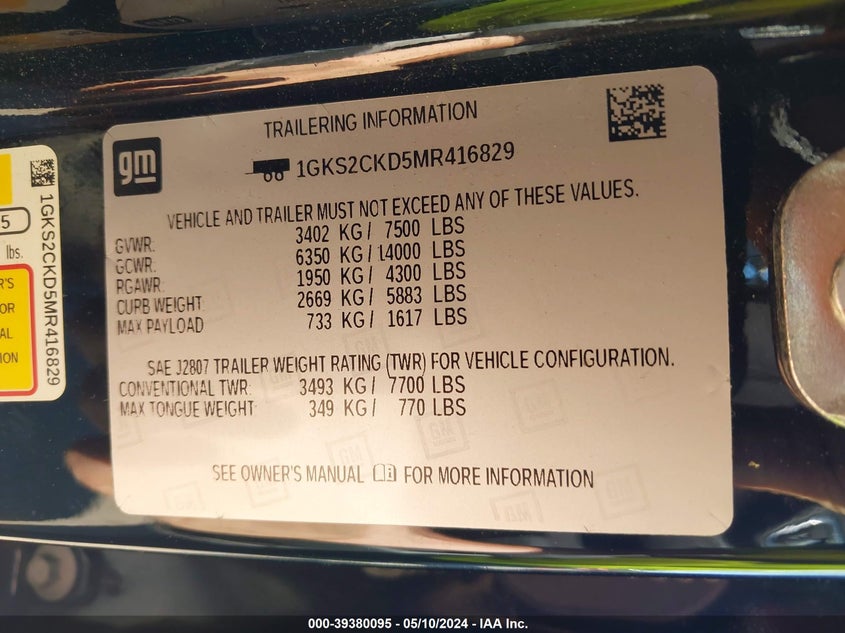 TRAILERING INFORMATION
gm
1GKS2CKD5MR416829
VEHICLE AND TRAILER MUST NOT EXCEED ANY OF THESE VALUES.
GVWR: 3402 KG / 7500 LBS
GCWR: 6350 KG / 14000 LBS
RGAWR: 1950 KG / 4300 LBS
CURB WEIGHT 2669 KG / 5883 LBS
MAX PAYLOAD 733 KG / 1617 LBS
SAE J2807 TRAILER WEIGHT RATING (TWR) FOR VEHICLE CONFIGURATION.
CONVENTIONAL TWR: 3493 KG / 7700 LBS
MAX TONGUE WEIGHT: 349 KG / 770 LBS
SEE OWNER'S MANUAL FOR MORE INFORMATION
1GKS2CKD5MR416829
5
lbs.
000-39380095 - 05/10/2024 - IAA Inc.